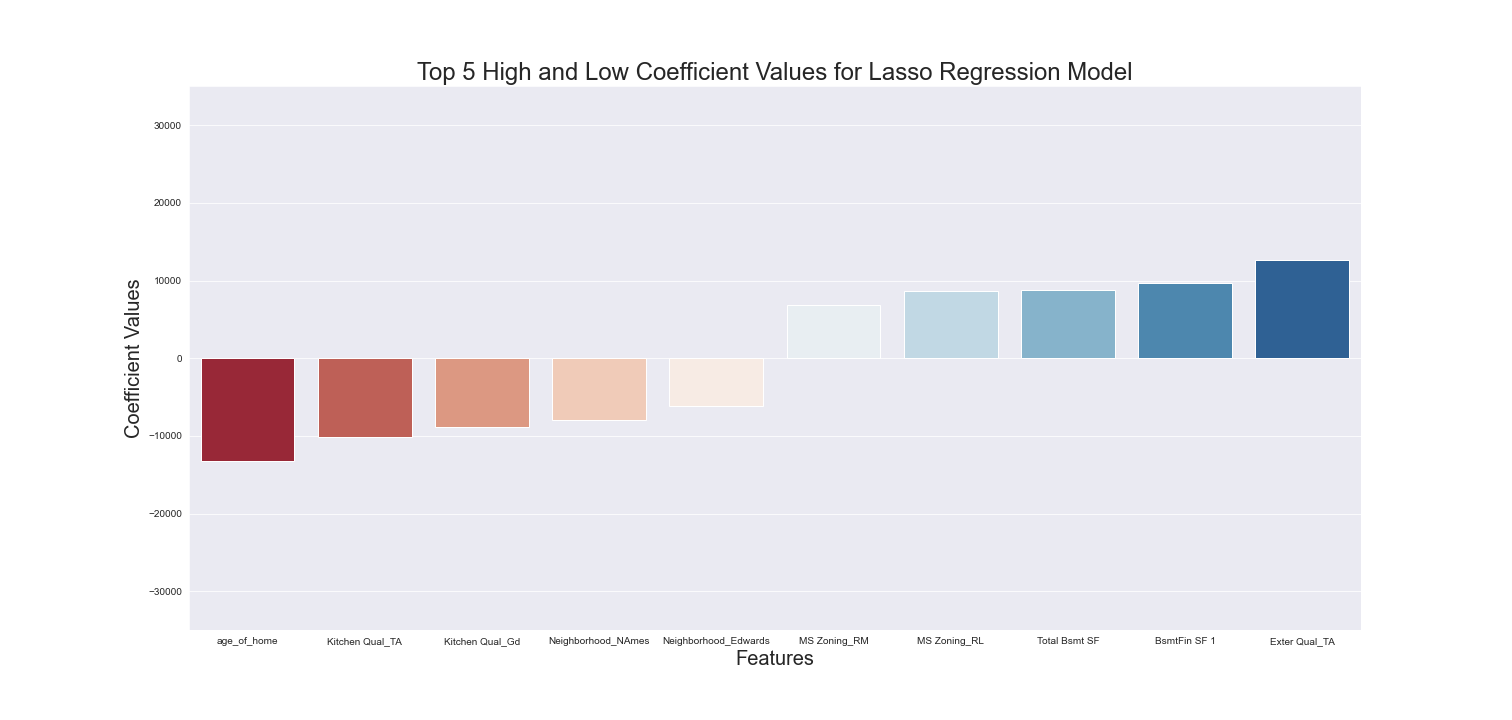 Top 5 High and Low Coefficient Values for Lasso Regression Model
Coefficient Values
30000
20000
10000
0
−10000
−20000
−30000
age_of_home Kitchen Qual_TA Kitchen Qual_Gd Neighborhood_NAmes Neighborhood_Edwards MS Zoning_RM MS Zoning_RL Total Bsmt SF BsmtFin SF 1 Exter Qual_TA
Features